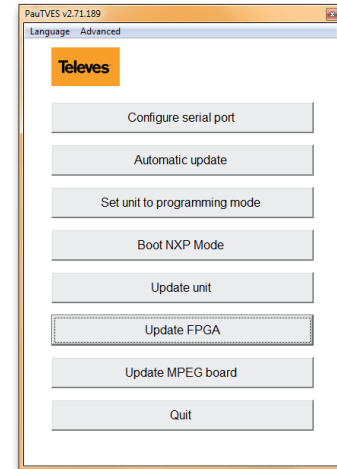 PauTVES v2.71.189
Language Advanced
Televes
Configure serial port
Automatic update
Set unit to programming mode
Boot NXP Mode
Update unit
Update FPGA
Update MPEG board
Quit